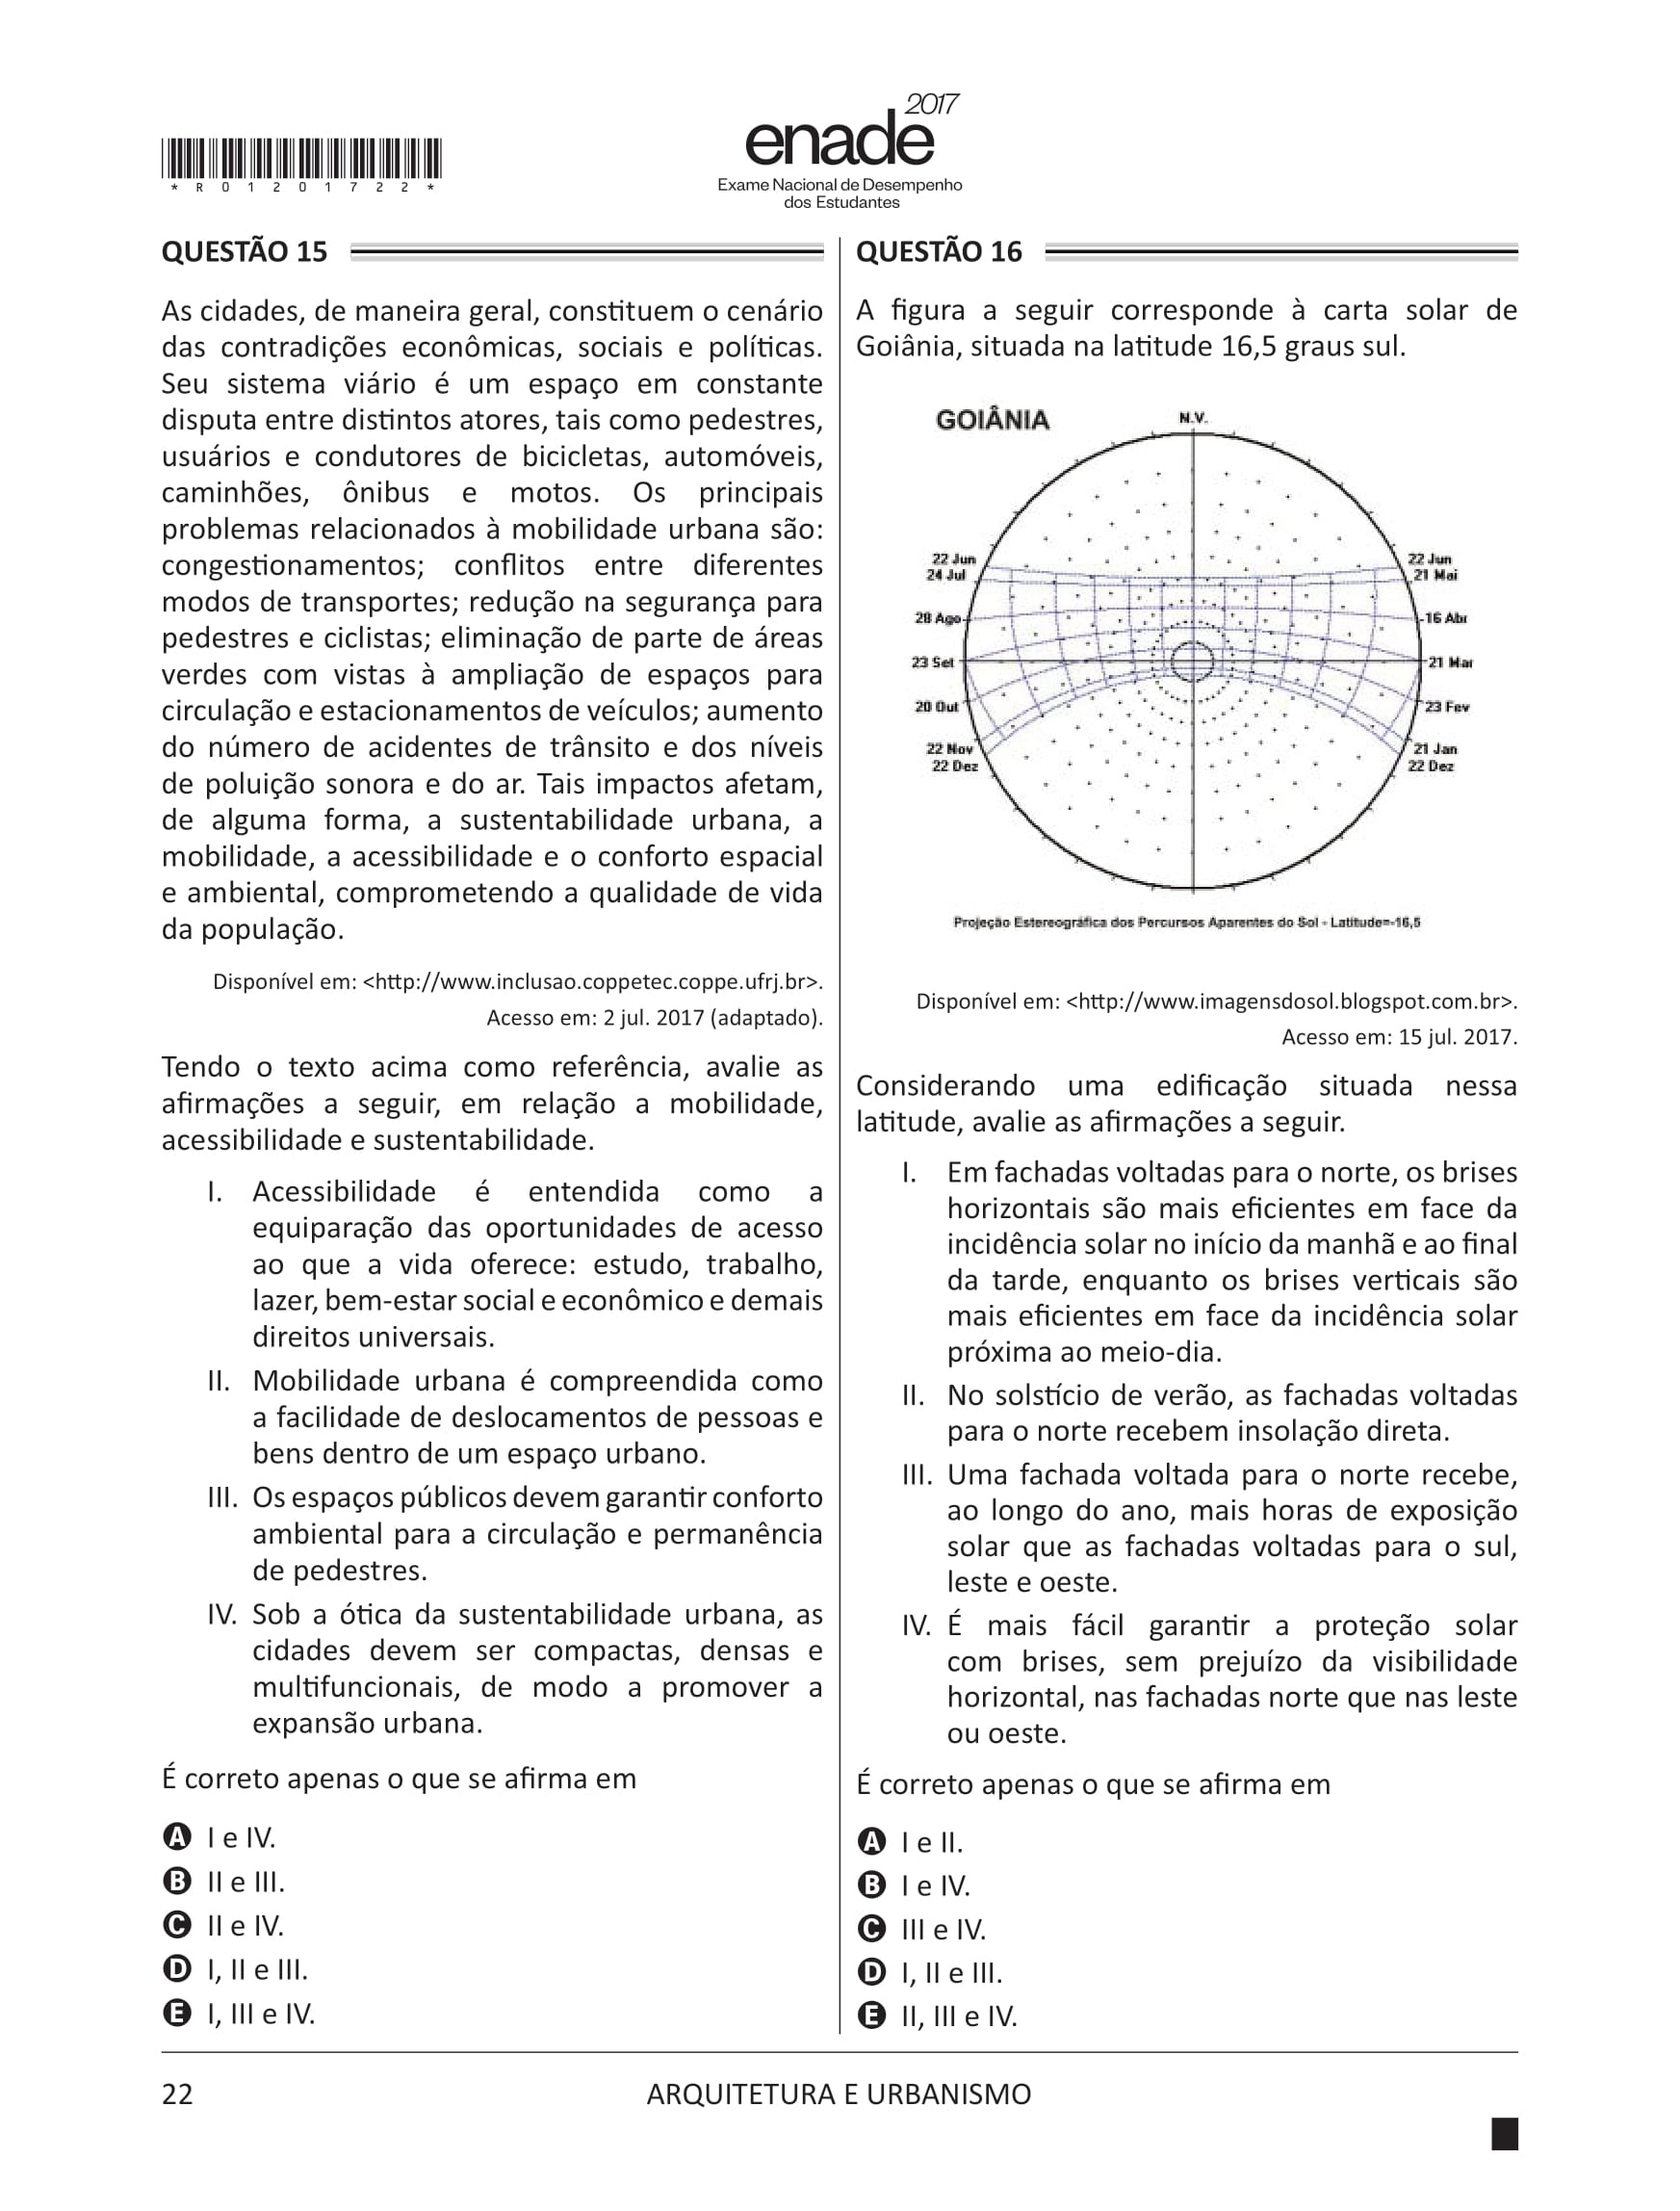 * R 0 1 2 0 1 7 2 2 *
2017
enade
Exame Nacional de Desempenho
dos Estudantes
QUESTÃO 15
As cidades, de maneira geral, constituem o cenário
das contradições econômicas, sociais e políticas.
Seu sistema viário é um espaço em constante
disputa entre distintos atores, tais como pedestres,
usuários e condutores de bicicletas, automóveis,
caminhões, ônibus e motos. Os principais
problemas relacionados à mobilidade urbana são:
congestionamentos; conflitos entre diferentes
modos de transportes; redução na segurança para
pedestres e ciclistas; eliminação de parte de áreas
verdes com vistas à ampliação de espaços para
circulação e estacionamentos de veículos; aumento
do número de acidentes de trânsito e dos níveis
de poluição sonora e do ar. Tais impactos afetam,
de alguma forma, a sustentabilidade urbana, a
mobilidade, a acessibilidade e o conforto espacial
e ambiental, comprometendo a qualidade de vida
da população.
Disponível em: <http://www.inclusao.coppetec.coppe.ufrj.br>.
Acesso em: 2 jul. 2017 (adaptado).
Tendo o texto acima como referência, avalie as
afirmações a seguir, em relação a mobilidade,
acessibilidade e sustentabilidade.
I. Acessibilidade é entendida como a
equiparação das oportunidades de acesso
ao que a vida oferece: estudo, trabalho,
lazer, bem-estar social e econômico e demais
direitos universais.
II. Mobilidade urbana é compreendida como
a facilidade de deslocamentos de pessoas e
bens dentro de um espaço urbano.
III. Os espaços públicos devem garantir conforto
ambiental para a circulação e permanência
de pedestres.
IV. Sob a ótica da sustentabilidade urbana, as
cidades devem ser compactas, densas e
multifuncionais, de modo a promover a
expansão urbana.
É correto apenas o que se afirma em
A I e IV.
B II e III.
C II e IV.
D I, II e III.
E I, III e IV.
QUESTÃO 16
A figura a seguir corresponde à carta solar de
Goiânia, situada na latitude 16,5 graus sul.
GOIÂNIA
N.V.
22 Jun
24 Jul
28 Ago
23 Set
20 Out
22 Nov
22 Dez
22 Jun
21 Mai
16 Abr
21 Mar
23 Fev
21 Jan
22 Dez
Projeção Estereográfica dos Percursos Aparentes do Sol - Latitude=-16,5
Disponível em: <http://www.imagensdosol.blogspot.com.br>.
Acesso em: 15 jul. 2017.
Considerando uma edificação situada nessa
latitude, avalie as afirmações a seguir.
I. Em fachadas voltadas para o norte, os brises
horizontais são mais eficientes em face da
incidência solar no início da manhã e ao final
da tarde, enquanto os brises verticais são
mais eficientes em face da incidência solar
próxima ao meio-dia.
II. No solstício de verão, as fachadas voltadas
para o norte recebem insolação direta.
III. Uma fachada voltada para o norte recebe,
ao longo do ano, mais horas de exposição
solar que as fachadas voltadas para o sul,
leste e oeste.
IV. É mais fácil garantir a proteção solar
com brises, sem prejuízo da visibilidade
horizontal, nas fachadas norte que nas leste
ou oeste.
É correto apenas o que se afirma em
A I e II.
B I e IV.
C III e IV.
D I, II e III.
E II, III e IV.
22
ARQUITETURA E URBANISMO